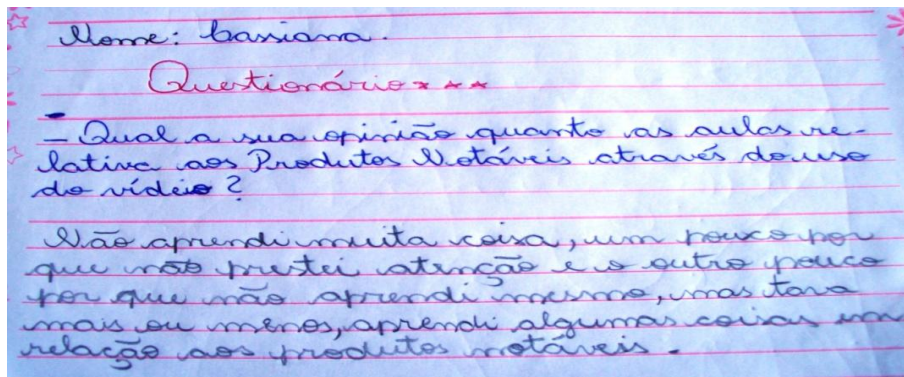 Nome: Cassiana.
Questionário ***
- Qual a sua opinião quanto as aulas re-
lativa aos Produtos Notáveis através do uso
do vídeio?
Não aprendi muita coisa, um pouco por
que não prestei atenção e o outro pouco
por que não aprendi mesmo, mas tava
mais ou menos, aprendi algumas coisas em
relação aos produtos notáveis.